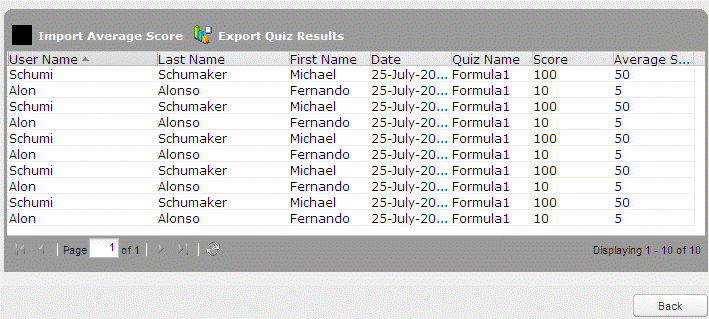 Import Average Score Export Quiz Results
User Name Last Name First Name Date Quiz Name Score Average S...
Schumi Schumaker Michael 25-July-20... Formula1 100 50
Alon Alonso Fernando 25-July-20... Formula1 10 5
Schumi Schumaker Michael 25-July-20... Formula1 100 50
Alon Alonso Fernando 25-July-20... Formula1 10 5
Schumi Schumaker Michael 25-July-20... Formula1 100 50
Alon Alonso Fernando 25-July-20... Formula1 10 5
Schumi Schumaker Michael 25-July-20... Formula1 100 50
Alon Alonso Fernando 25-July-20... Formula1 10 5
Schumi Schumaker Michael 25-July-20... Formula1 100 50
Alon Alonso Fernando 25-July-20... Formula1 10 5
Page 1 of 1 Displaying 1 - 10 of 10
Back